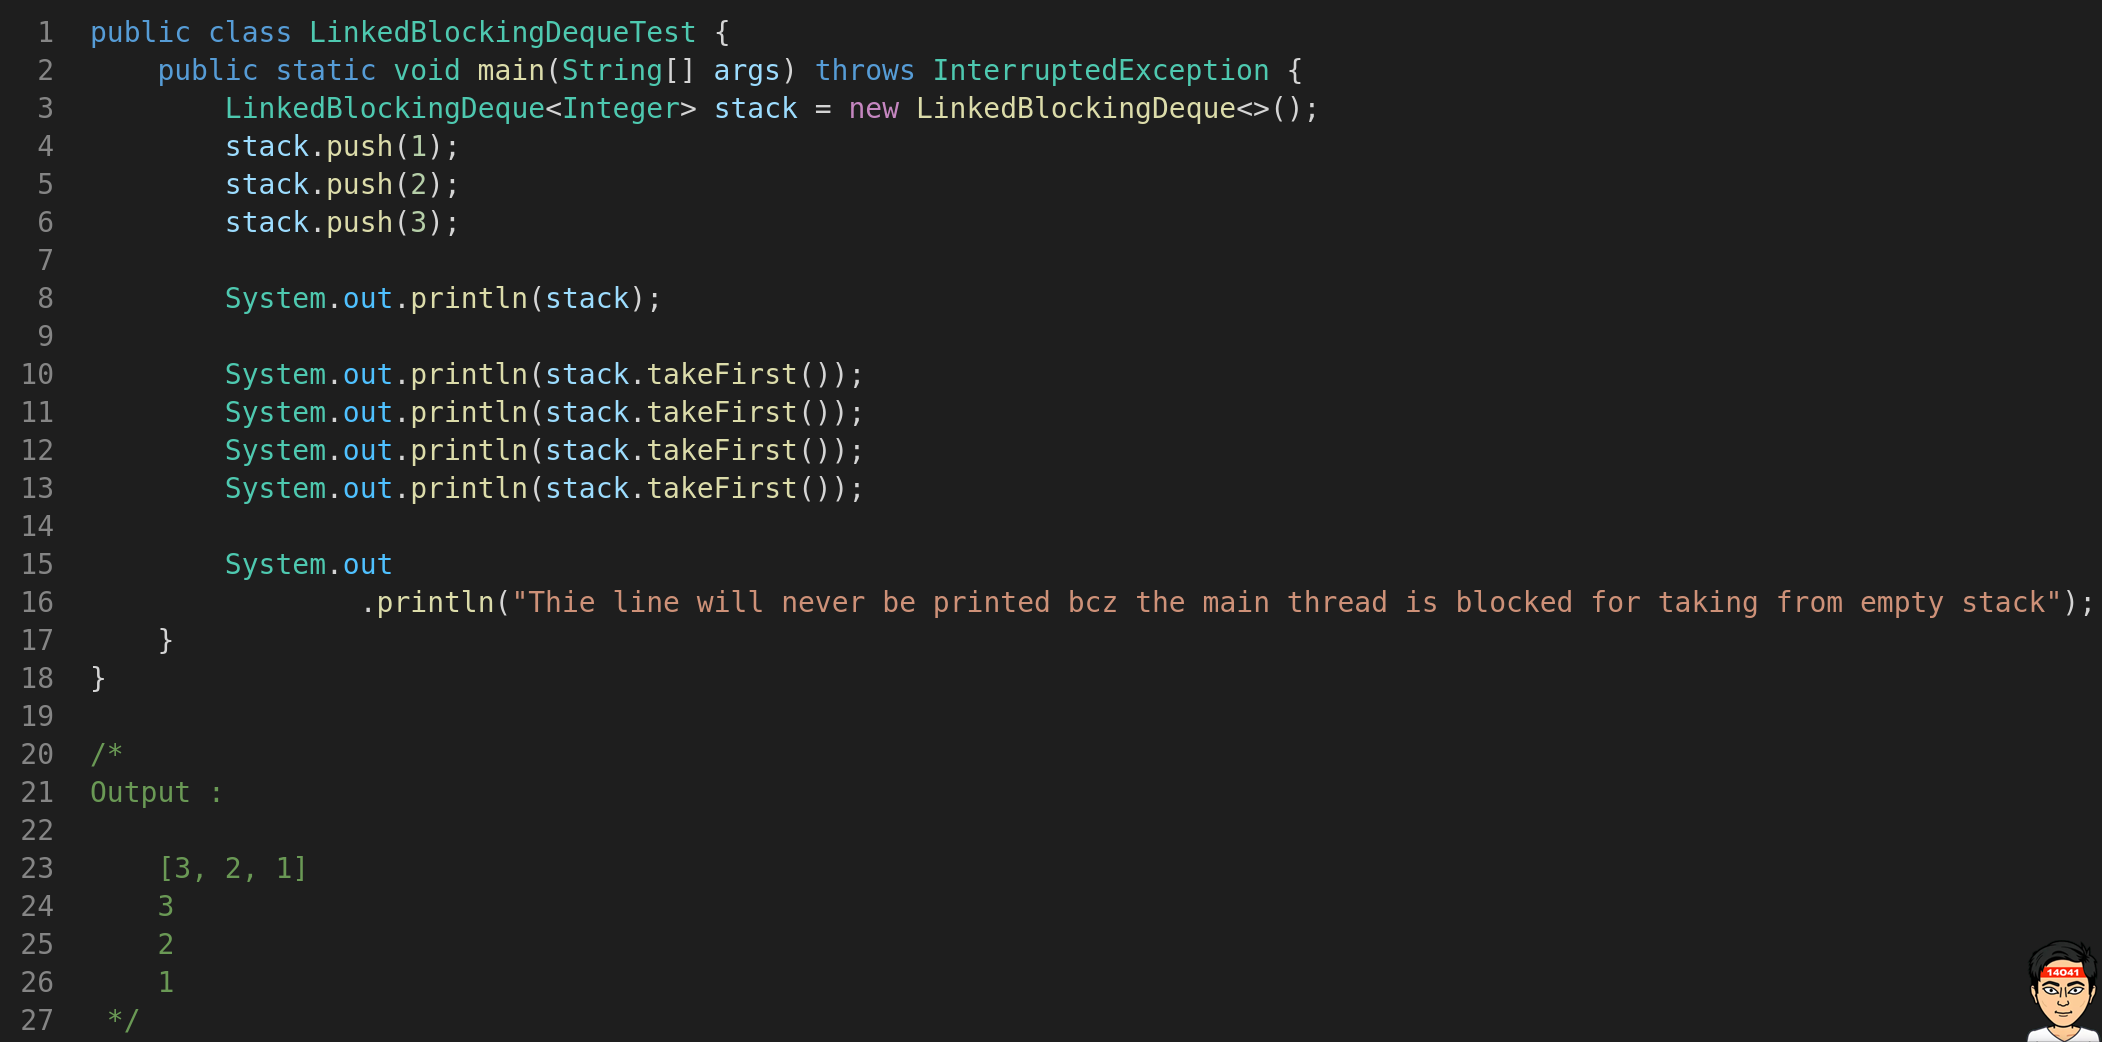 1 public class LinkedBlockingDequeTest {
2     public static void main(String[] args) throws InterruptedException {
3         LinkedBlockingDeque<Integer> stack = new LinkedBlockingDeque<>();
4         stack.push(1);
5         stack.push(2);
6         stack.push(3);
7
8         System.out.println(stack);
9
10         System.out.println(stack.takeFirst());
11         System.out.println(stack.takeFirst());
12         System.out.println(stack.takeFirst());
13         System.out.println(stack.takeFirst());
14
15         System.out
16                 .println("Thie line will never be printed bcz the main thread is blocked for taking from empty stack");
17     }
18 }
19
20 /*
21 Output :
22
23     [3, 2, 1]
24     3
25     2
26     1
27  */
14041